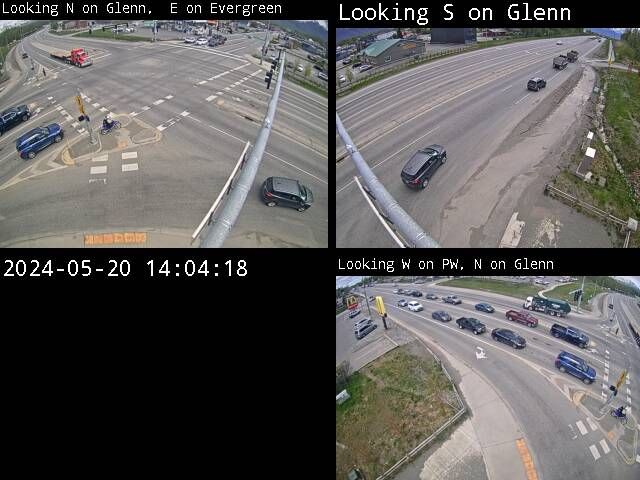 Looking N on Glenn,  E on Evergreen
Looking S on Glenn
2024-05-20 14:04:18
Looking W on PW, N on Glenn